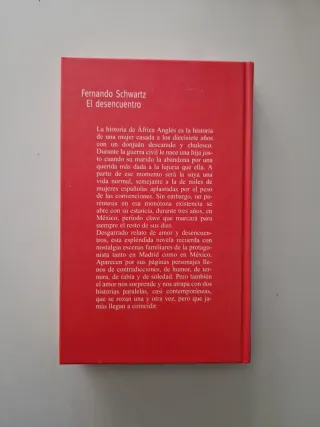 Fernando Schwartz
El desencuentro
La historia de África Anglés es la historia
de una mujer casada a los diecisiete años
con un donjuán descarado y chulesco.
Durante la guerra civil le nace una hija jus-
to cuando su marido la abandona por una
querida más dada a la lujuria que ella. A
partir de ese momento será la suya una
vida normal, semejante a la de miles de
mujeres españolas aplastadas por el peso
de las convenciones. Sin embargo, un pa-
réntesis en esa monótona existencia se
abre con su estancia, durante tres años, en
México, período clave que marcará para
siempre el resto de sus días.
Desgarrado relato de amor y desencuen-
tros, esta espléndida novela recuerda con
nostalgia escenas familiares de la protago-
nista tanto en Madrid como en México.
Aparecen por sus páginas personajes lle-
nos de contradicciones, de humor, de ter-
nura, de rabia y de soledad. Pero también
el amor nos sorprende y nos atrapa con dos
historias paralelas, casi contemporáneas,
que se rozan una y otra vez, pero que ja-
más llegan a coincidir.